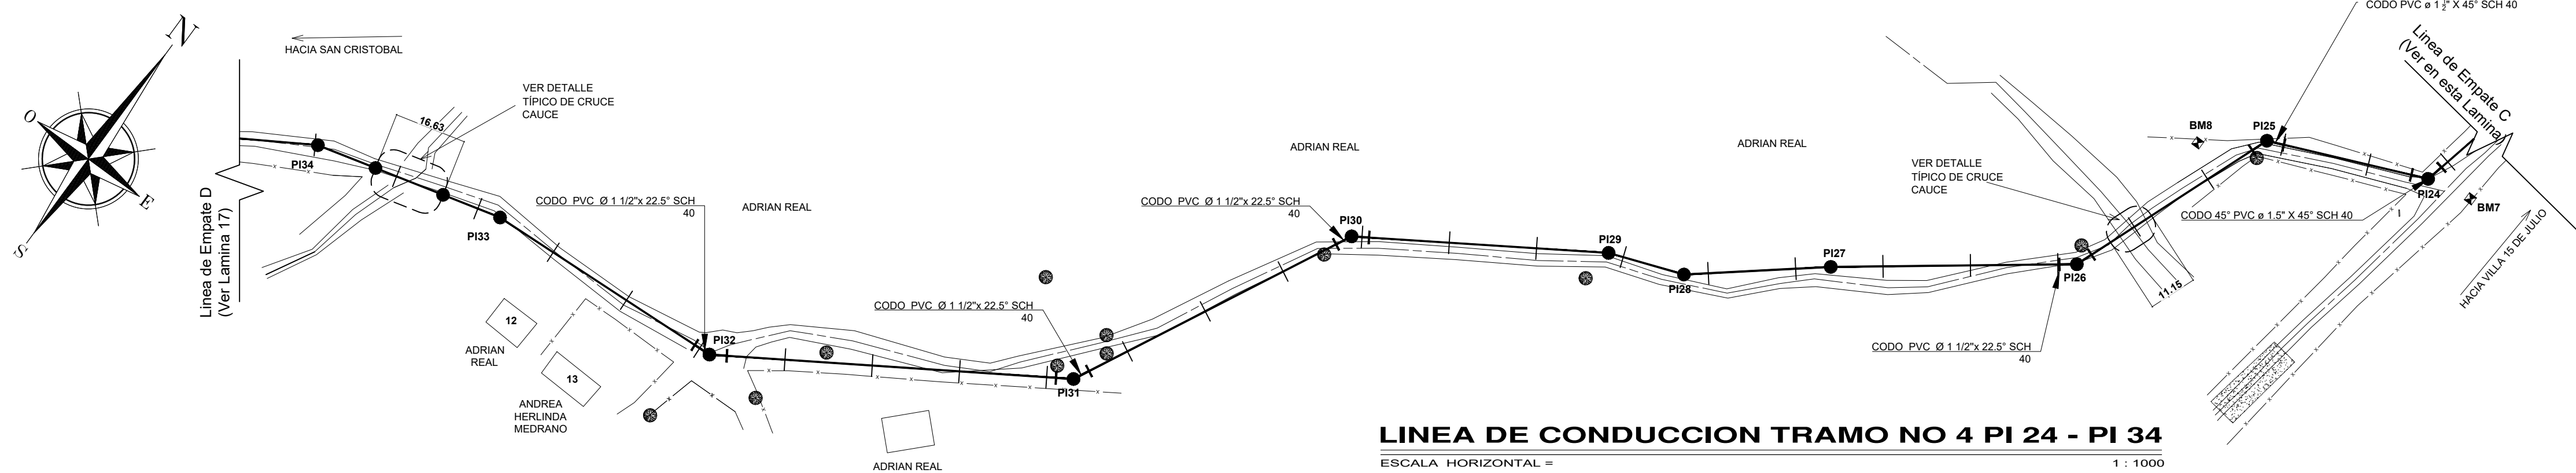 N
O
E
S
HACIA SAN CRISTOBAL
VER DETALLE
TÍPICO DE CRUCE
CAUCE
16.63
PI34
Linea de Empate D
(Ver Lamina 17)
PI33
CODO PVC Ø 1 1/2"x 22.5° SCH
40
ADRIAN REAL
PI32
12
ADRIAN
REAL
13
ANDREA
HERLINDA
MEDRANO
ADRIAN REAL
CODO PVC Ø 1 1/2"x 22.5° SCH
40
PI31
CODO PVC Ø 1 1/2"x 22.5° SCH
40
PI30
ADRIAN REAL
PI29
PI28
ADRIAN REAL
PI27
PI26
CODO PVC Ø 1 1/2"x 22.5° SCH
40
VER DETALLE
TÍPICO DE CRUCE
CAUCE
11.15
BM8
PI25
CODO PVC ø 1 ½" X 45° SCH 40
Linea de Empate C
(Ver en esta Lamina)
PI24
BM7
CODO 45° PVC ø 1.5" X 45° SCH 40
HACIA VILLA 15 DE JULIO
LINEA DE CONDUCCION TRAMO NO 4 PI 24 - PI 34
ESCALA HORIZONTAL = 1 : 1000